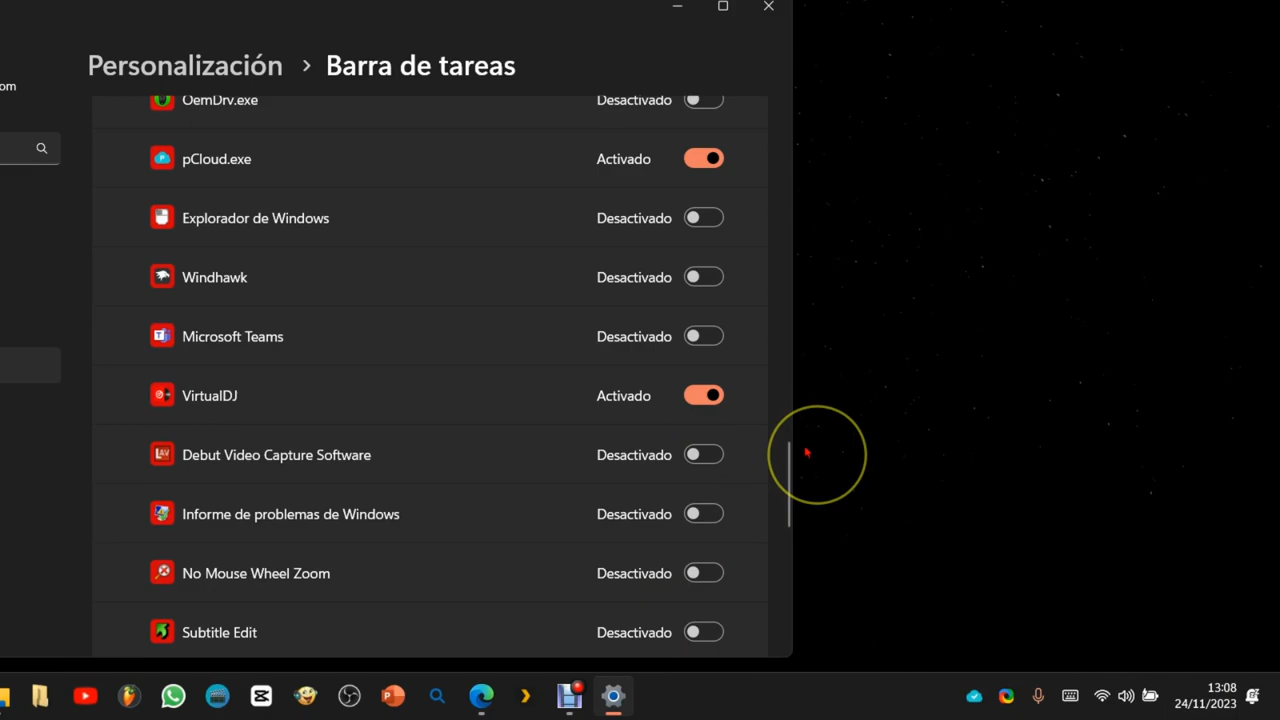 Personalización > Barra de tareas
om
OemDrv.exe Desactivado
pCloud.exe Activado
Explorador de Windows Desactivado
Windhawk Desactivado
Microsoft Teams Desactivado
VirtualDJ Activado
Debut Video Capture Software Desactivado
Informe de problemas de Windows Desactivado
No Mouse Wheel Zoom Desactivado
Subtitle Edit Desactivado
13:08
24/11/2023